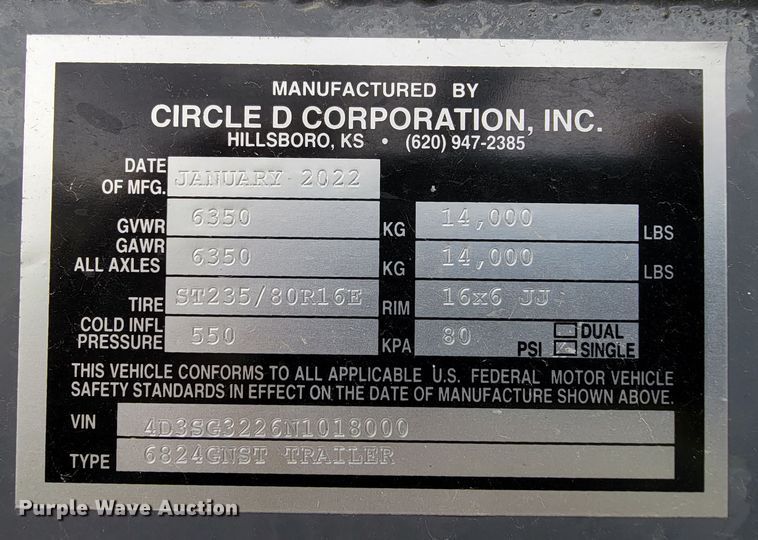 MANUFACTURED BY
CIRCLE D CORPORATION, INC.
HILLSBORO, KS • (620) 947-2385
DATE OF MFG. JANUARY 2022
GVWR 6350 KG 14,000 LBS
GAWR ALL AXLES 6350 KG 14,000 LBS
TIRE ST235/80R16E RIM 16x6 JJ
COLD INFL PRESSURE 550 KPA 80 PSI DUAL SINGLE
THIS VEHICLE CONFORMS TO ALL APPLICABLE U.S. FEDERAL MOTOR VEHICLE
SAFETY STANDARDS IN EFFECT ON THE DATE OF MANUFACTURE SHOWN ABOVE.
VIN 4D3SG3226N1018000
TYPE 6824GNST TRAILER
Purple Wave Auction